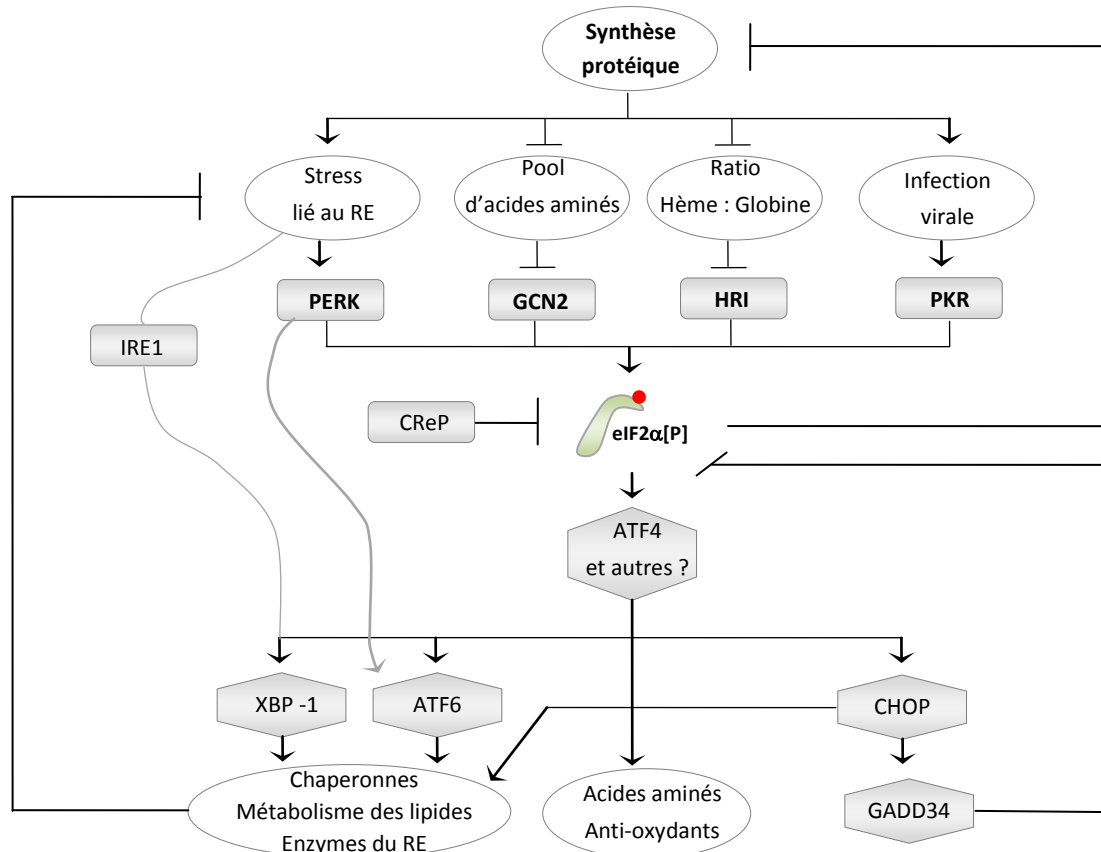 Synthèse
protéique
Stress
lié au RE
Pool
d'acides aminés
Ratio
Hème : Globine
Infection
virale
PERK
GCN2
HRI
PKR
IRE1
CReP
eIF2α[P]
ATF4
et autres ?
XBP -1
ATF6
CHOP
Chaperonnes
Métabolisme des lipides
Enzymes du RE
Acides aminés
Anti-oxydants
GADD34